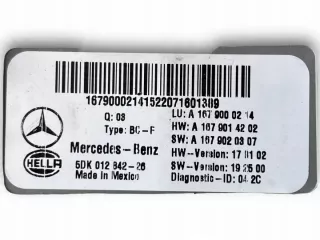 16790002141522071601389
Q: 03
Type: BC-F
LU: A 167 900 02 14
HW: A 167 901 42 02
SW: A 167 902 03 07
HW-Version: 17 01 02
SW-Version: 19 25 00
Diagnostic-ID: 04 2C
Mercedes-Benz
HELLA
5DK 012 842-26
Made in Mexico